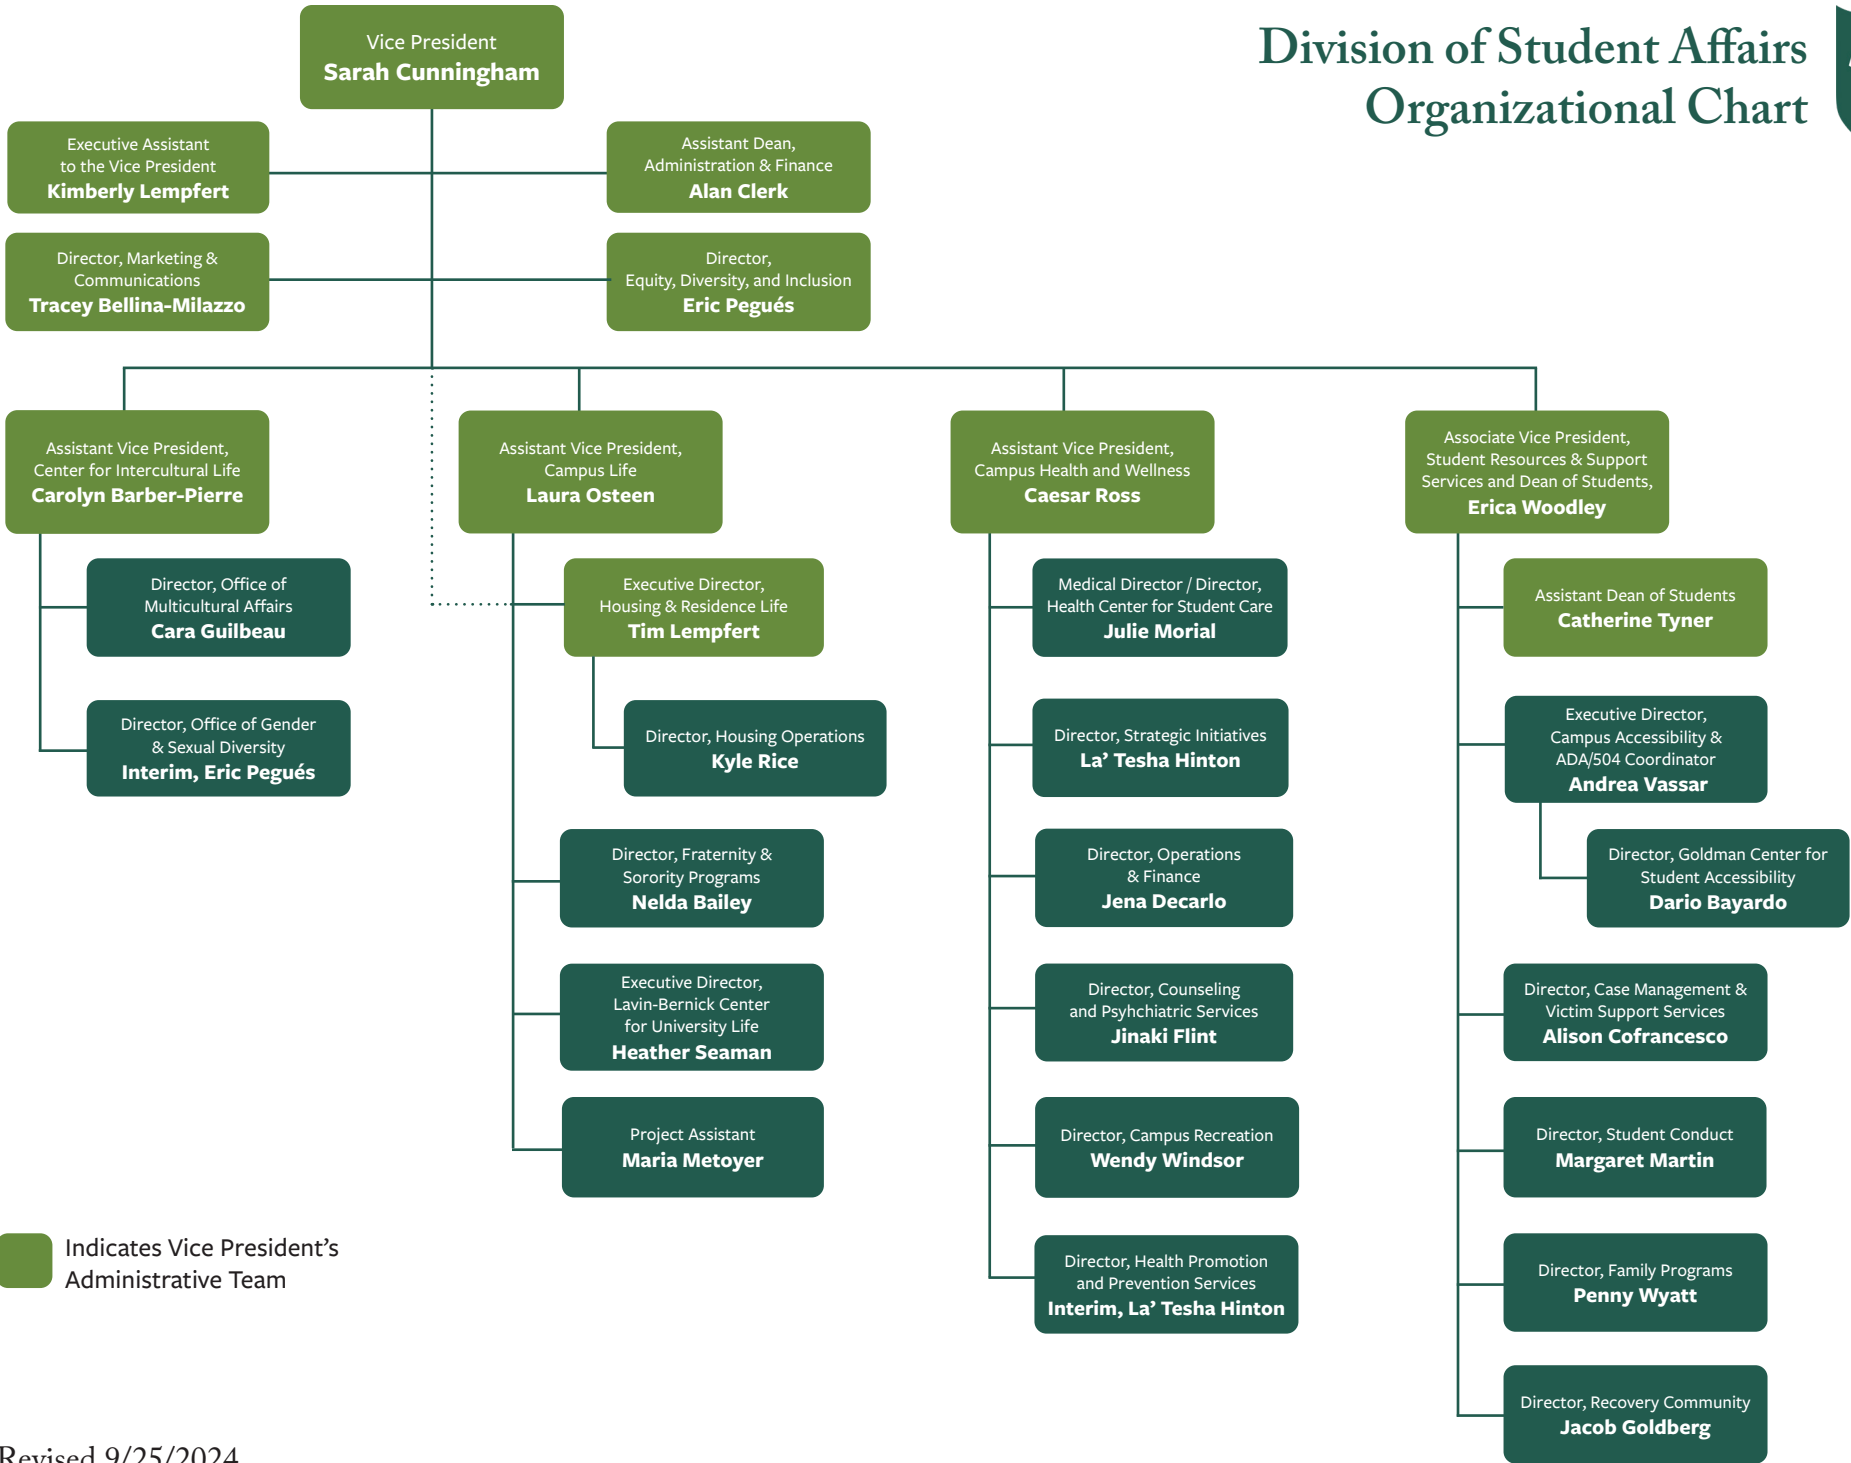 Division of Student Affairs
Organizational Chart
Vice President
Sarah Cunningham
Executive Assistant
to the Vice President
Kimberly Lempfert
Assistant Dean,
Administration & Finance
Alan Clerk
Director, Marketing &
Communications
Tracey Bellina-Milazzo
Director,
Equity, Diversity, and Inclusion
Eric Pegués
Assistant Vice President,
Center for Intercultural Life
Carolyn Barber-Pierre
Director, Office of
Multicultural Affairs
Cara Guilbeau
Director, Office of Gender
& Sexual Diversity
Interim, Eric Pegués
Assistant Vice President,
Campus Life
Laura Osteen
Executive Director,
Housing & Residence Life
Tim Lempfert
Director, Housing Operations
Kyle Rice
Director, Fraternity &
Sorority Programs
Nelda Bailey
Executive Director,
Lavin-Bernick Center
for University Life
Heather Seaman
Project Assistant
Maria Metoyer
Assistant Vice President,
Campus Health and Wellness
Caesar Ross
Medical Director / Director,
Health Center for Student Care
Julie Morial
Director, Strategic Initiatives
La’ Tesha Hinton
Director, Operations
& Finance
Jena Decarlo
Director, Counseling
and Psyhchiatric Services
Jinaki Flint
Director, Campus Recreation
Wendy Windsor
Director, Health Promotion
and Prevention Services
Interim, La’ Tesha Hinton
Associate Vice President,
Student Resources & Support
Services and Dean of Students,
Erica Woodley
Assistant Dean of Students
Catherine Tyner
Executive Director,
Campus Accessibility &
ADA/504 Coordinator
Andrea Vassar
Director, Goldman Center for
Student Accessibility
Dario Bayardo
Director, Case Management &
Victim Support Services
Alison Cofrancesco
Director, Student Conduct
Margaret Martin
Director, Family Programs
Penny Wyatt
Director, Recovery Community
Jacob Goldberg
Indicates Vice President’s
Administrative Team
Revised 9/25/2024